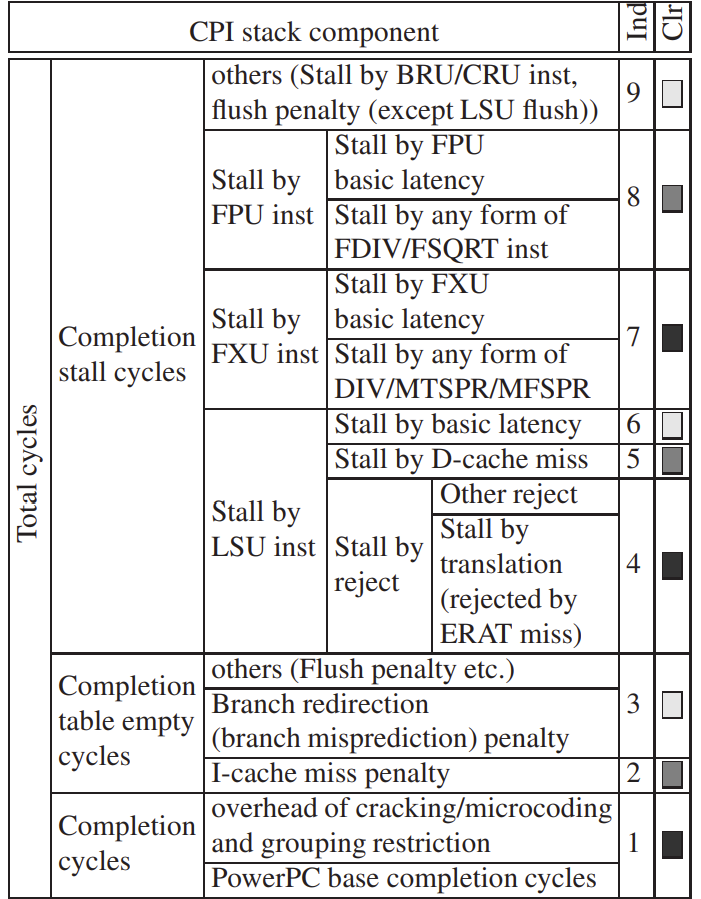 CPI stack component
Ind
Clr
Total cycles
Completion
stall cycles
others (Stall by BRU/CRU inst,
flush penalty (except LSU flush))
9
Stall by
FPU inst
Stall by FPU
basic latency
Stall by any form of
FDIV/FSQRT inst
8
Stall by
FXU inst
Stall by FXU
basic latency
Stall by any form of
DIV/MTSPR/MFSPR
7
Stall by
LSU inst
Stall by basic latency
6
Stall by D-cache miss
5
Stall by
reject
Other reject
Stall by
translation
(rejected by
ERAT miss)
4
Completion
table empty
cycles
others (Flush penalty etc.)
Branch redirection
(branch misprediction) penalty
3
I-cache miss penalty
2
Completion
cycles
overhead of cracking/microcoding
and grouping restriction
1
PowerPC base completion cycles